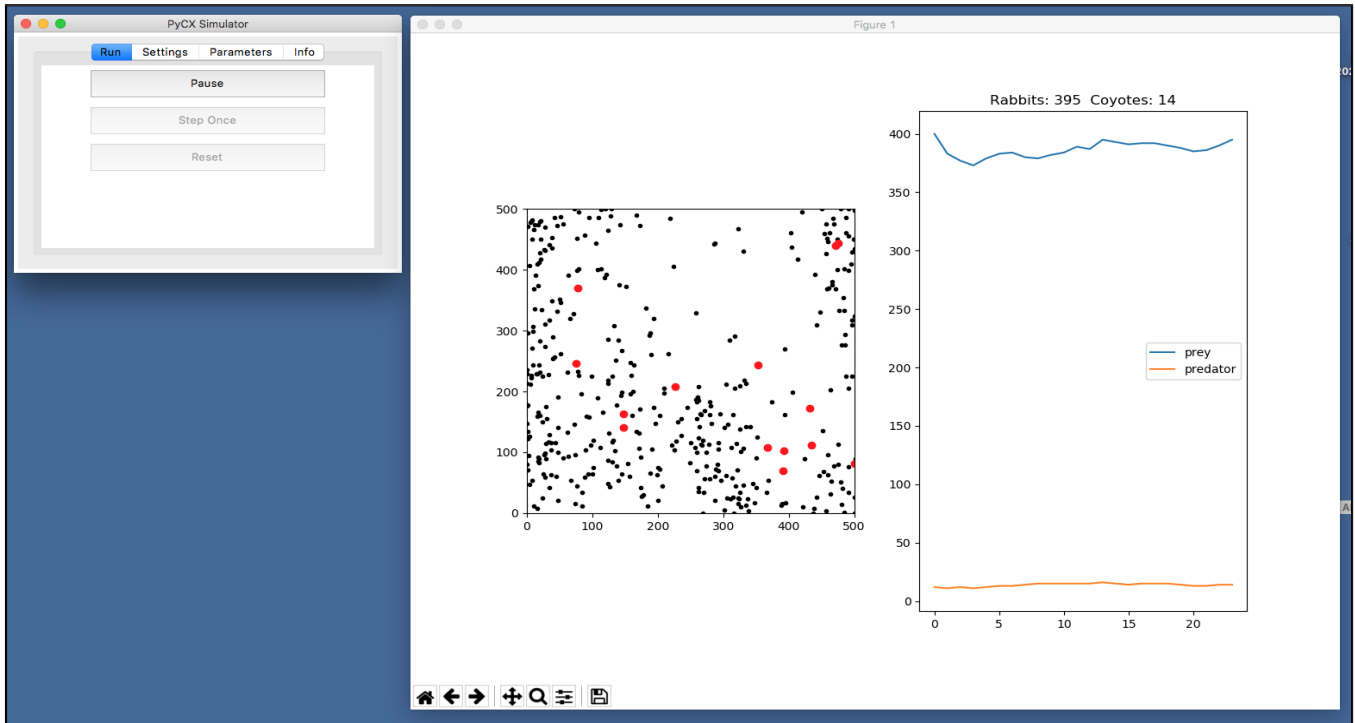 PyCX Simulator
Run Settings Parameters Info
Pause
Step Once
Reset
Figure 1
202
Rabbits: 395 Coyotes: 14
400
350
300
250
200
150
100
50
0
prey
predator
0 5 10 15 20
500
400
300
200
100
0
0 100 200 300 400 500
A